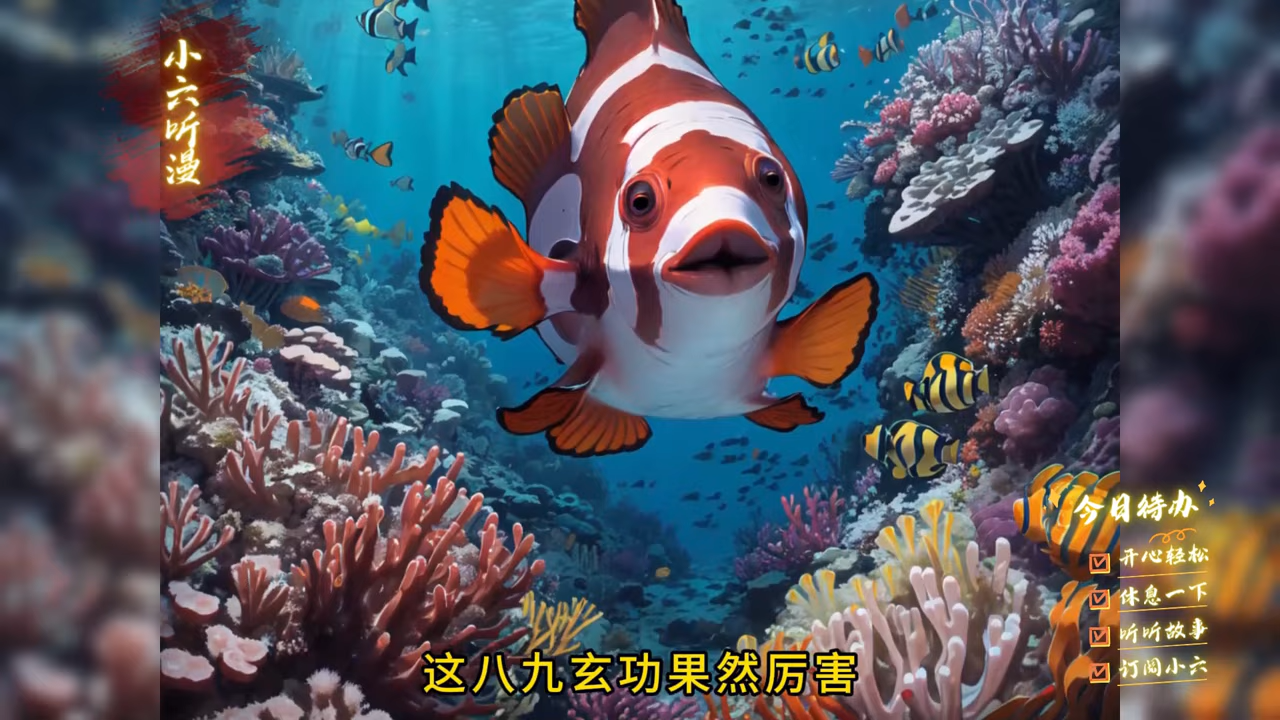 小六听漫
今日待办
开心轻松
休息一下
听听故事
订阅小六
这八九玄功果然厉害